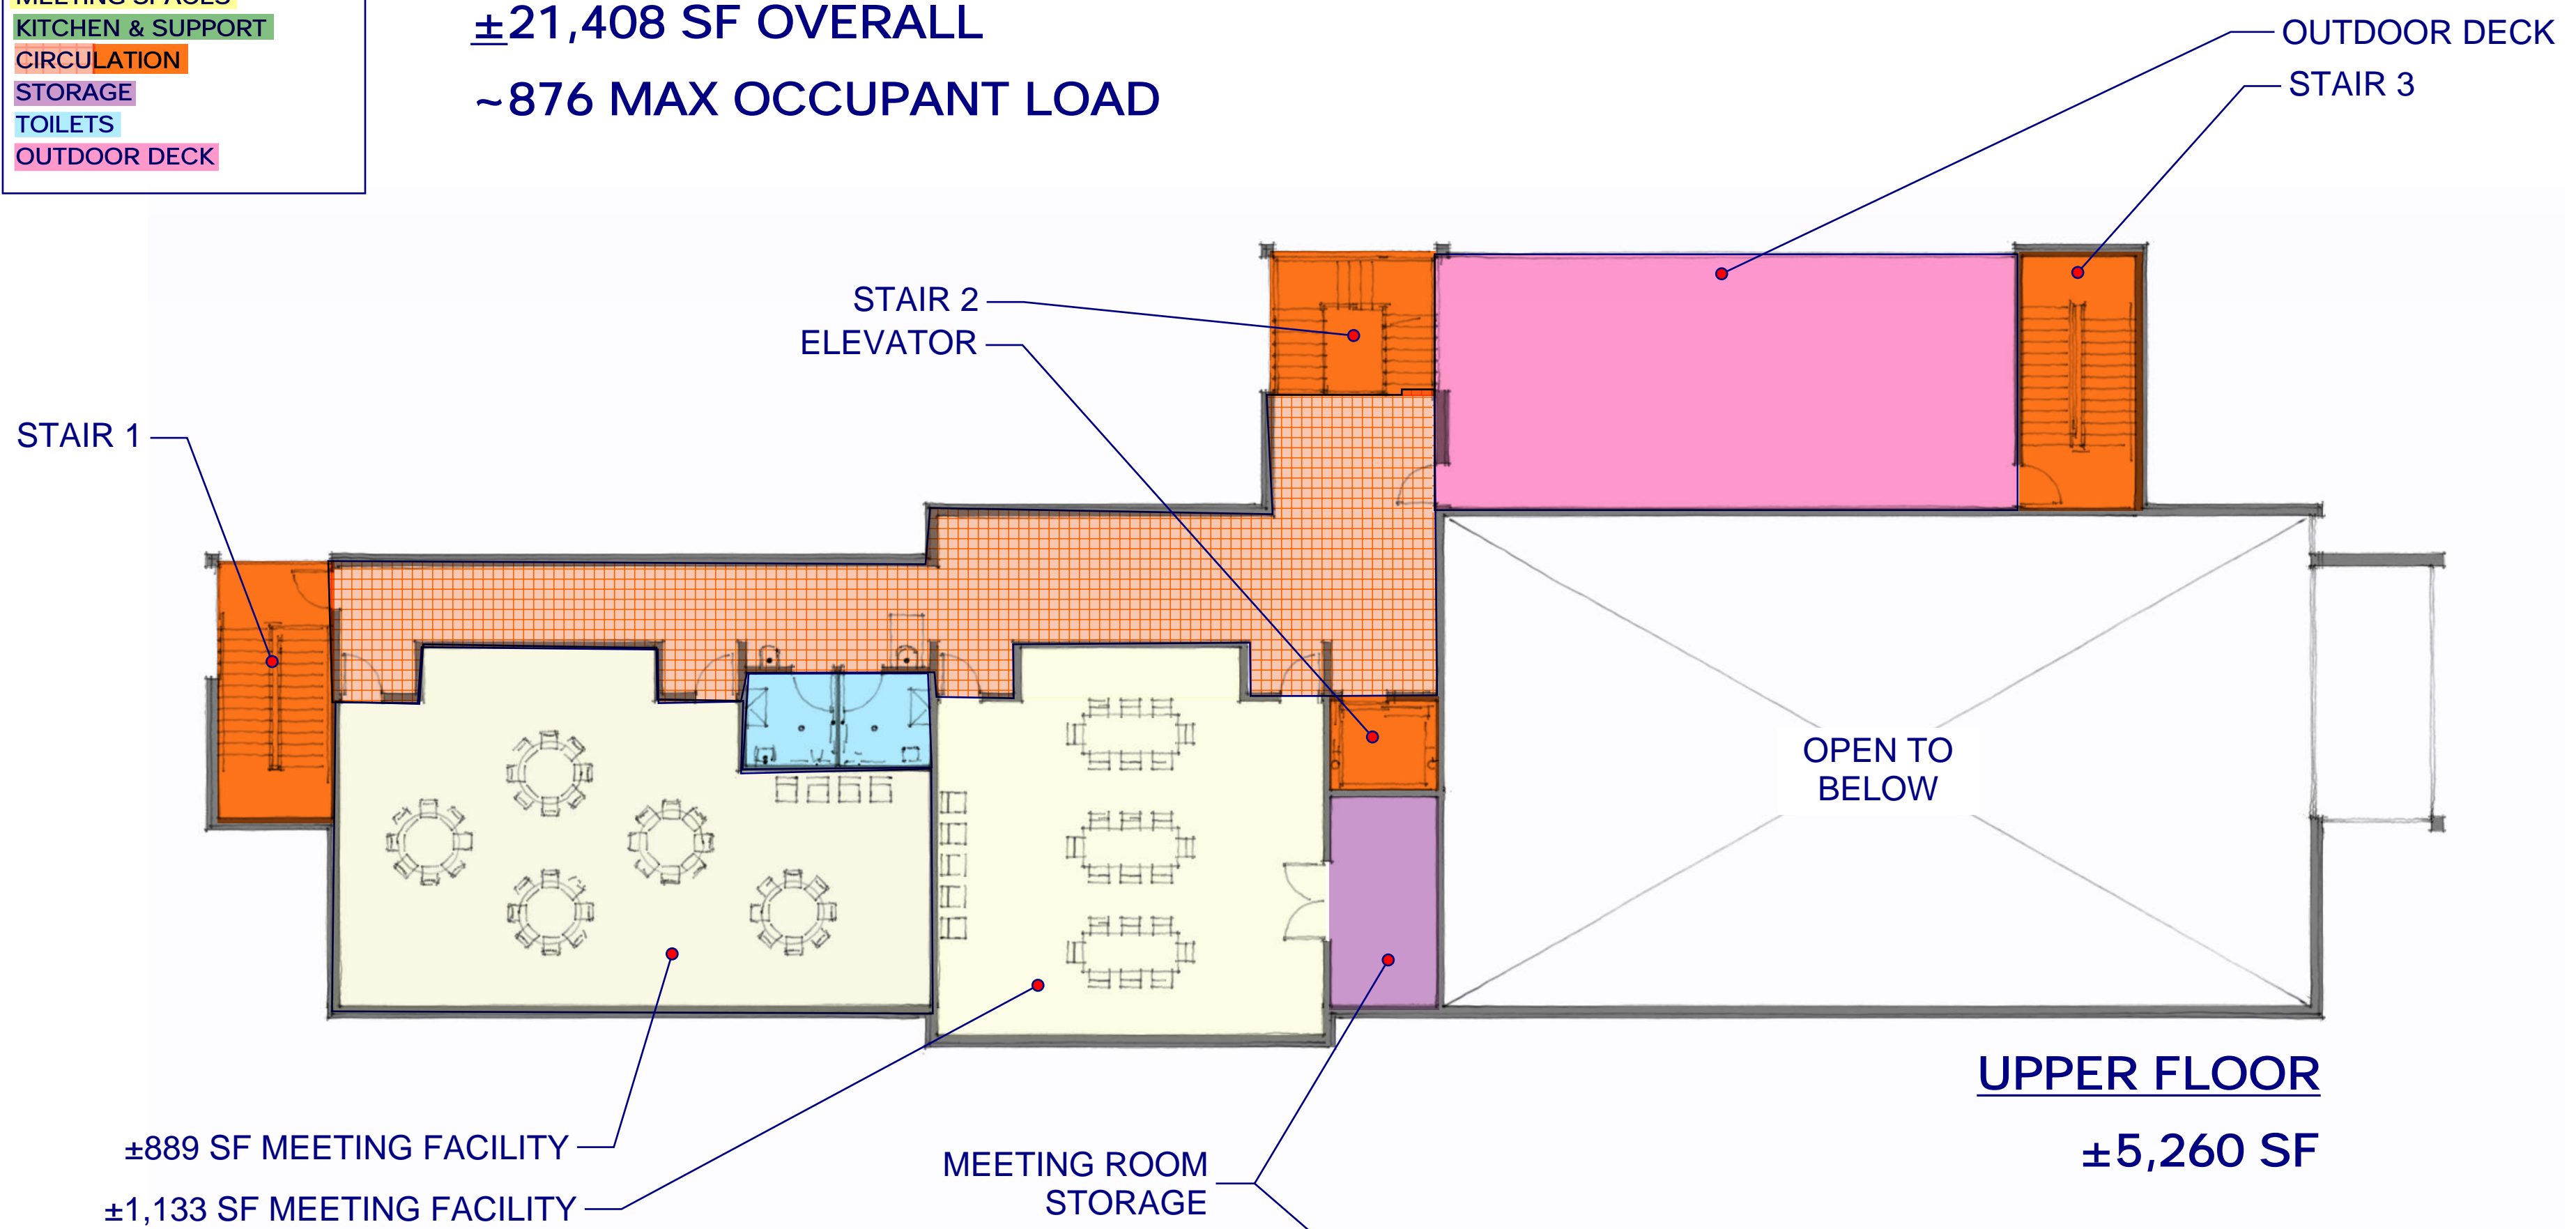 MEETING SPACES
KITCHEN & SUPPORT
CIRCULATION
STORAGE
TOILETS
OUTDOOR DECK
±21,408 SF OVERALL
~876 MAX OCCUPANT LOAD
OUTDOOR DECK
STAIR 3
STAIR 2
ELEVATOR
STAIR 1
OPEN TO
BELOW
UPPER FLOOR
±5,260 SF
±889 SF MEETING FACILITY
±1,133 SF MEETING FACILITY
MEETING ROOM
STORAGE